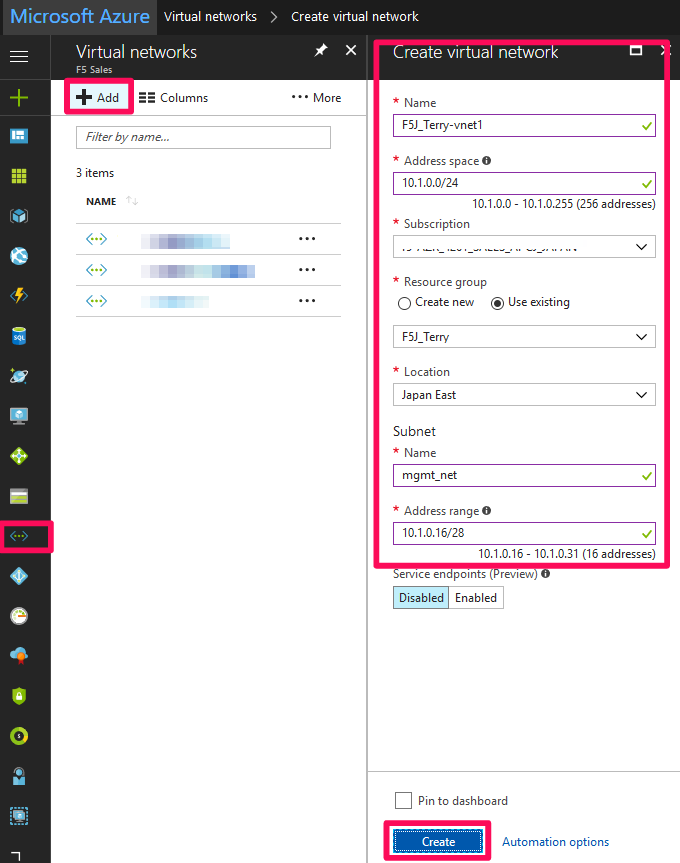 Microsoft Azure Virtual networks > Create virtual network
Virtual networks
F5 Sales
Add Columns ··· More
Filter by name...
3 items
NAME
Create virtual network
* Name
F5J_Terry-vnet1
* Address space
10.1.0.0/24
10.1.0.0 - 10.1.0.255 (256 addresses)
* Subscription
* Resource group
Create new Use existing
F5J_Terry
* Location
Japan East
Subnet
* Name
mgmt_net
* Address range
10.1.0.16/28
10.1.0.16 - 10.1.0.31 (16 addresses)
Service endpoints (Preview)
Disabled Enabled
Pin to dashboard
Create Automation options